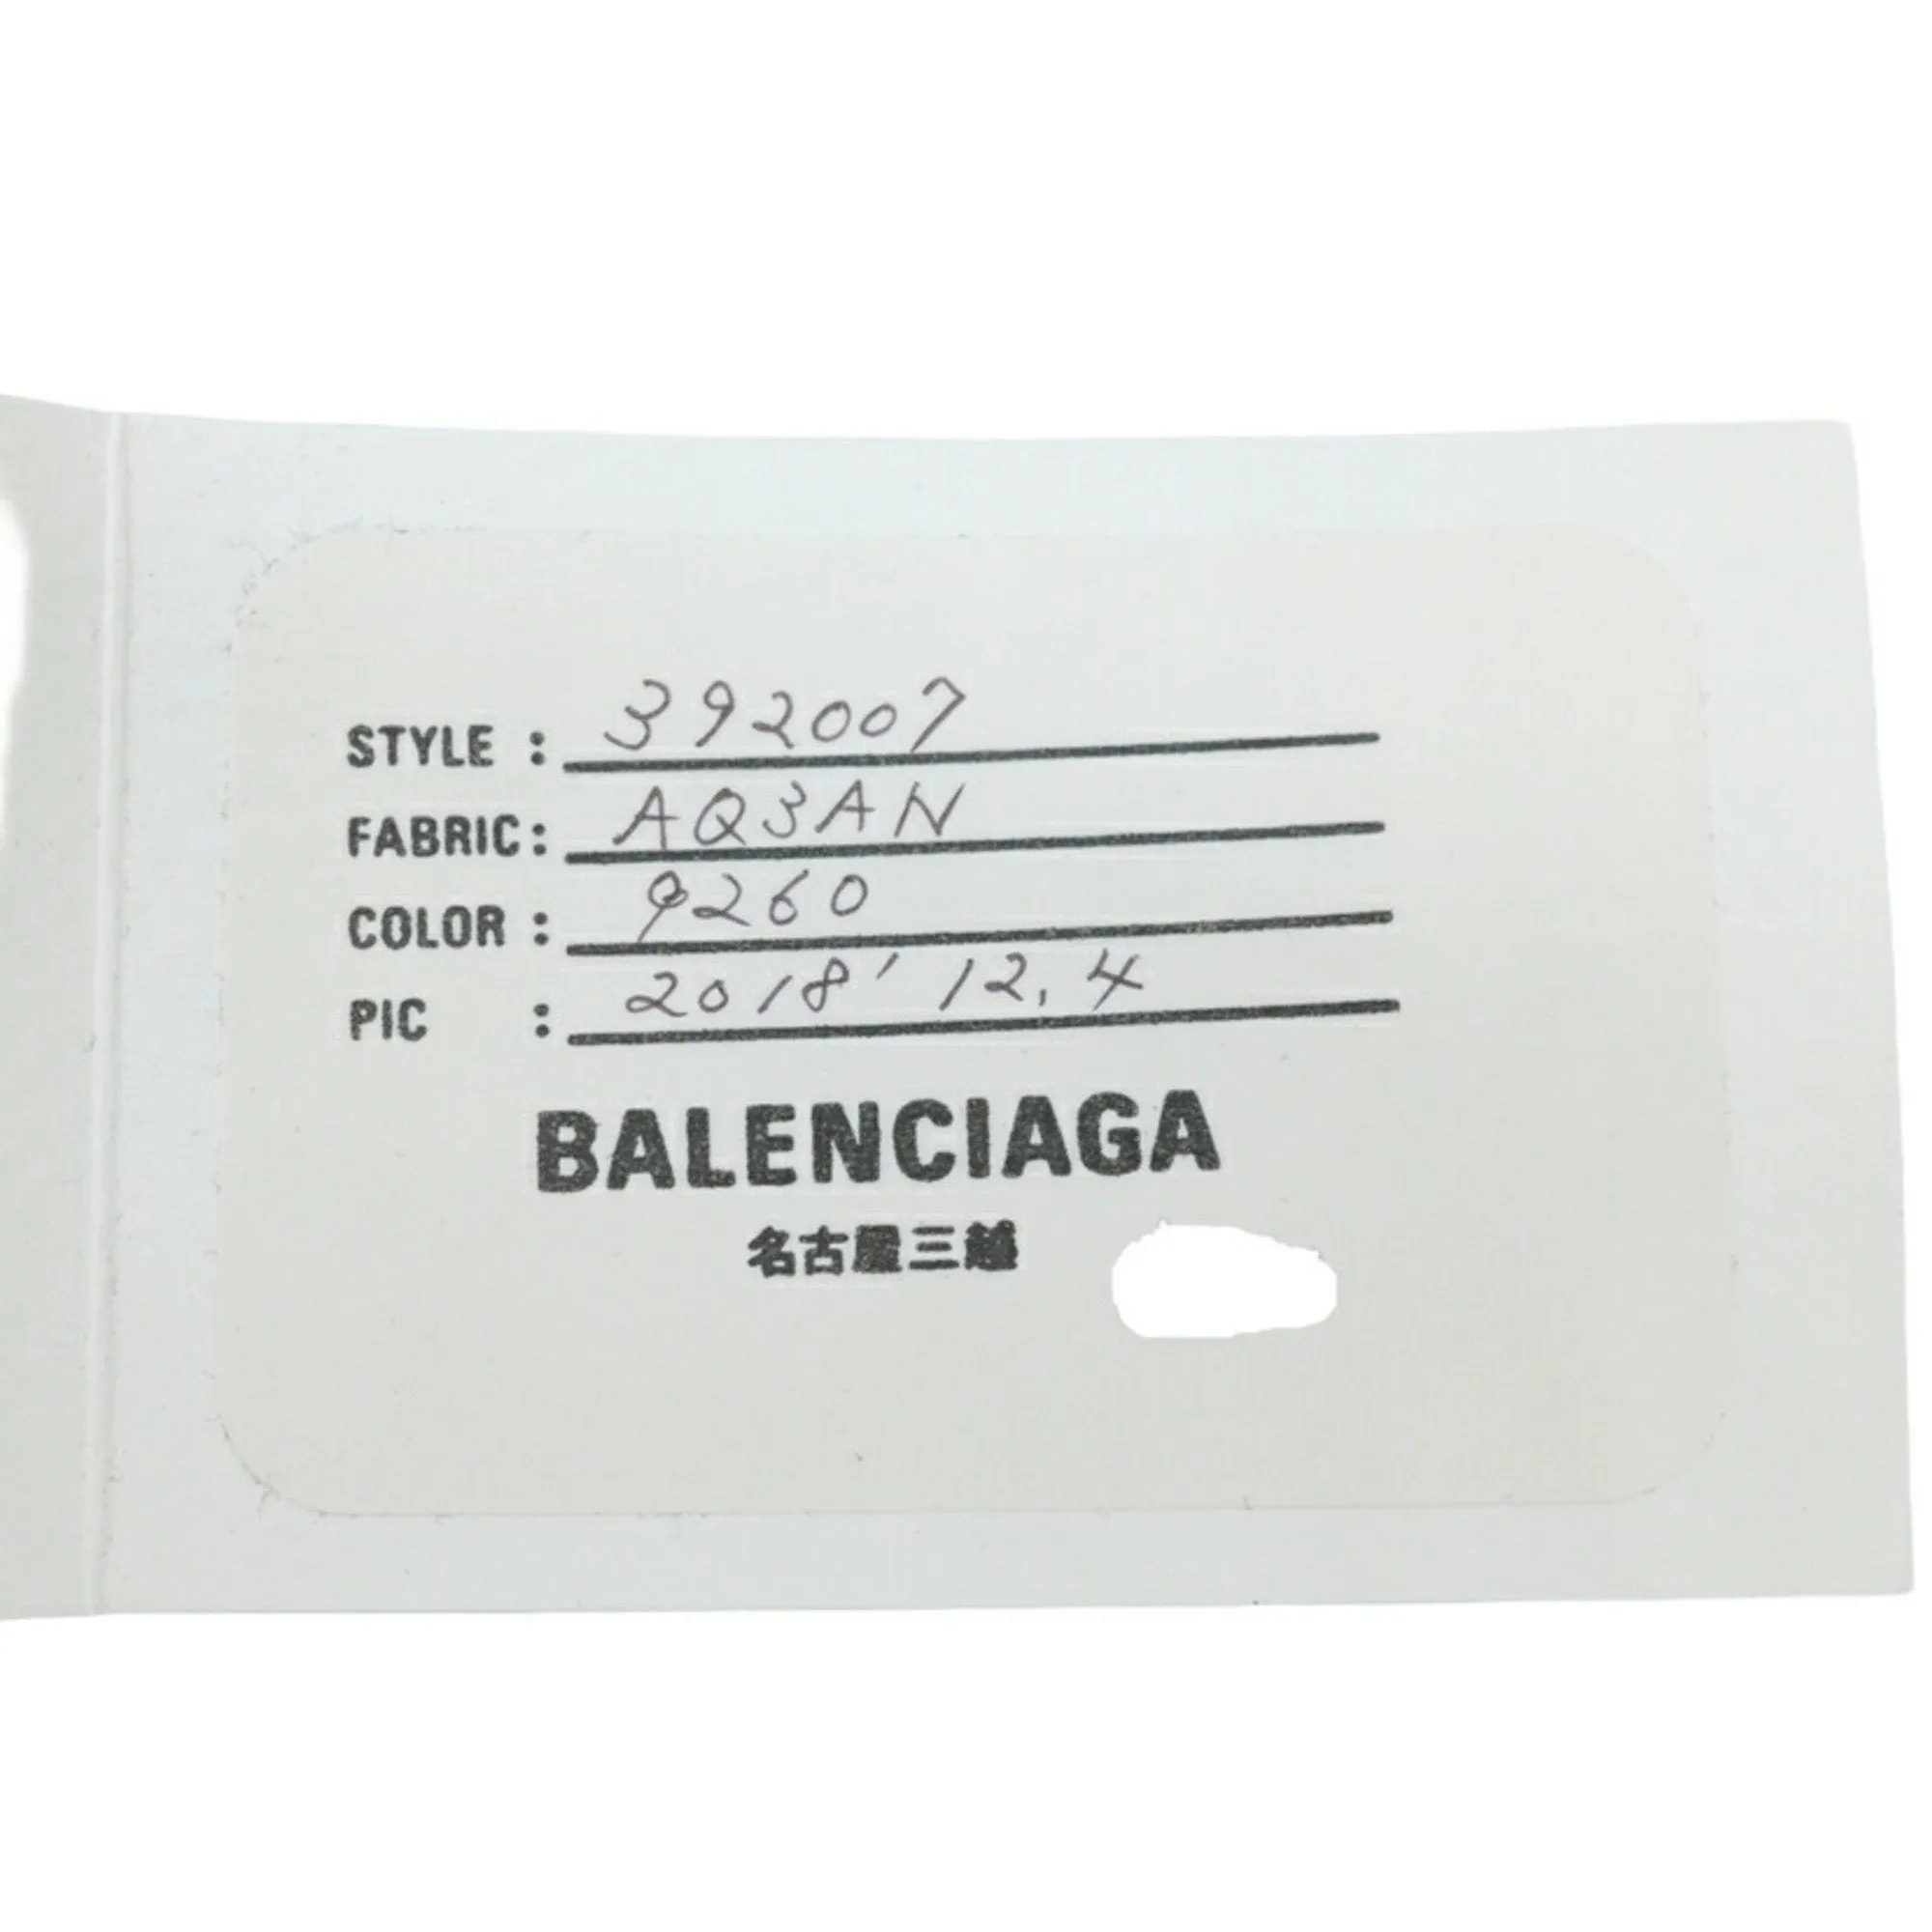 STYLE : 392007
FABRIC: AQ3AN
COLOR : 9260
PIC : 2018' 12, 4
BALENCIAGA
名古屋三越